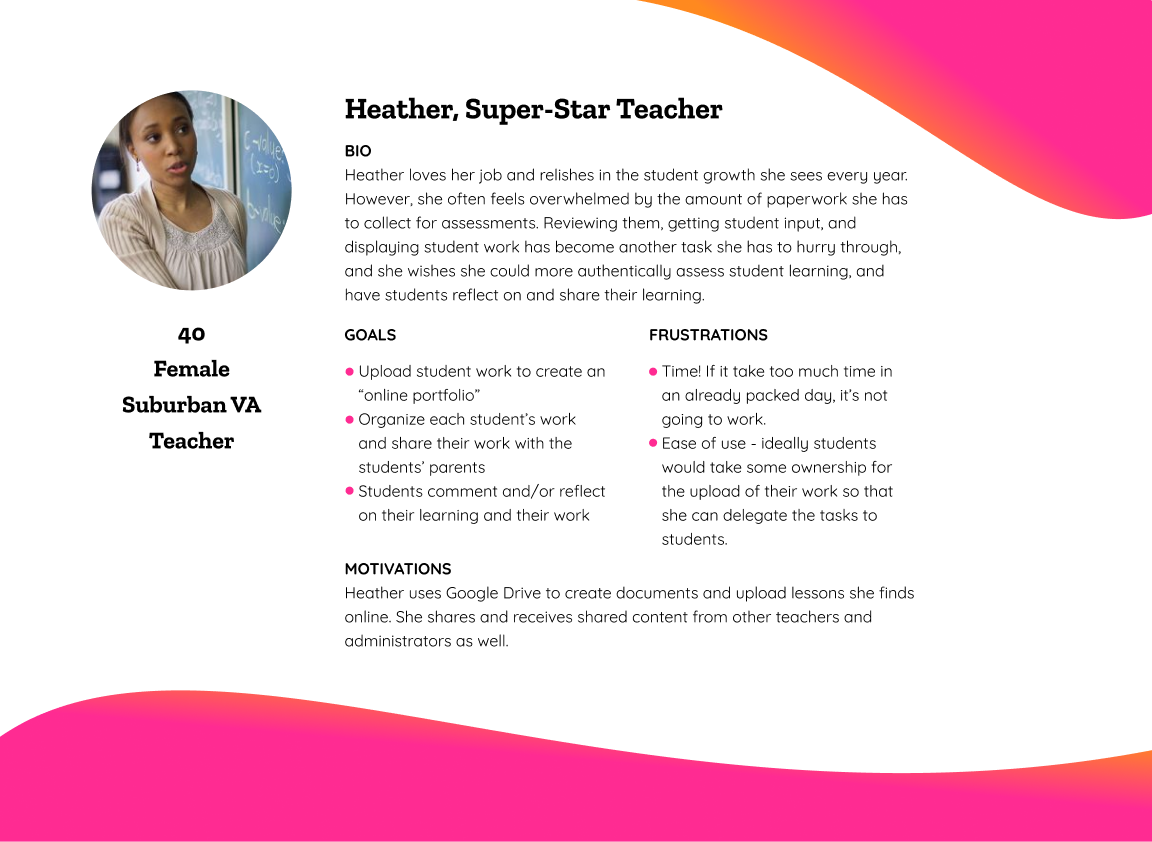 Heather, Super-Star Teacher
BIO
Heather loves her job and relishes in the student growth she sees every year.
However, she often feels overwhelmed by the amount of paperwork she has
to collect for assessments. Reviewing them, getting student input, and
displaying student work has become another task she has to hurry through,
and she wishes she could more authentically assess student learning, and
have students reflect on and share their learning.
c-value:
(x=0)
c-value:
40
Female
Suburban VA
Teacher
GOALS
Upload student work to create an
“online portfolio”
Organize each student’s work
and share their work with the
students’ parents
Students comment and/or reflect
on their learning and their work
FRUSTRATIONS
Time! If it take too much time in
an already packed day, it’s not
going to work.
Ease of use - ideally students
would take some ownership for
the upload of their work so that
she can delegate the tasks to
students.
MOTIVATIONS
Heather uses Google Drive to create documents and upload lessons she finds
online. She shares and receives shared content from other teachers and
administrators as well.